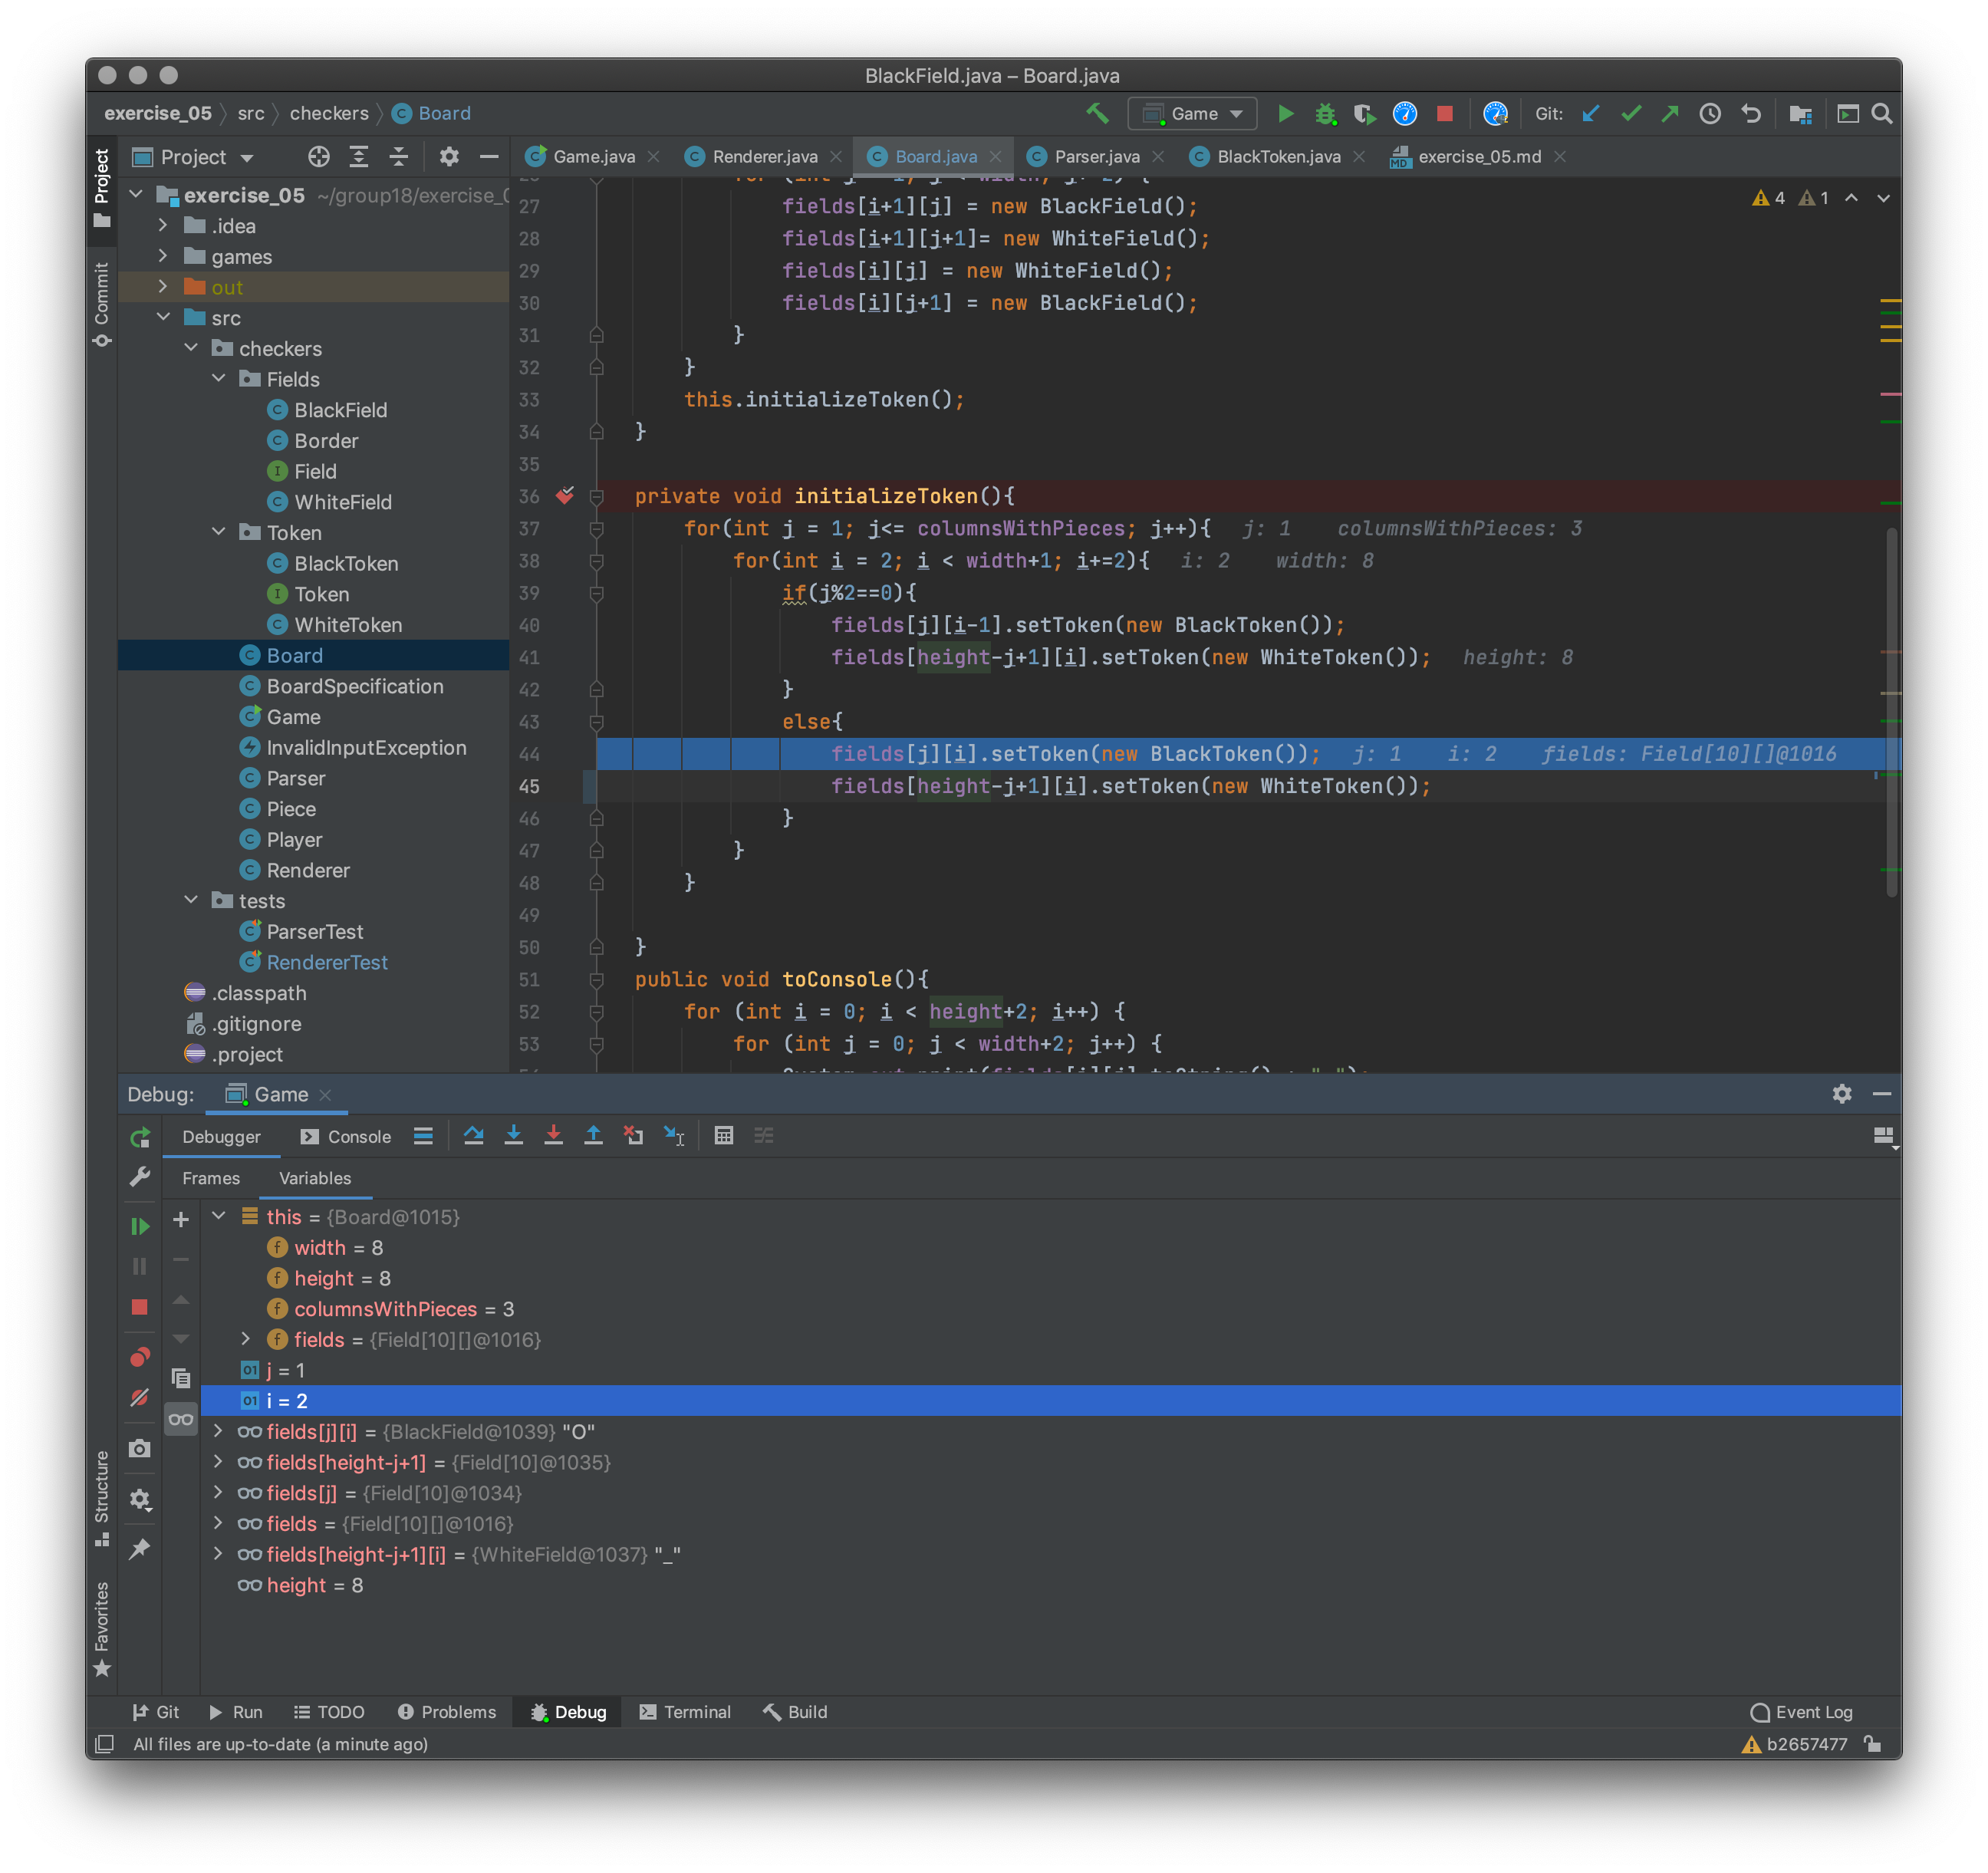 BlackField.java – Board.java
exercise_05 src checkers Board
Game Git:
Project
Game.java Renderer.java Board.java Parser.java BlackToken.java exercise_05.md
Project
Commit
Structure
Favorites
exercise_05 ~/group18/exercise_0
.idea
games
out
src
checkers
Fields
BlackField
Border
Field
WhiteField
Token
BlackToken
Token
WhiteToken
Board
BoardSpecification
Game
InvalidInputException
Parser
Piece
Player
Renderer
tests
ParserTest
RendererTest
.classpath
.gitignore
.project
4 1
27 fields[i+1][j] = new BlackField();
28 fields[i+1][j+1]= new WhiteField();
29 fields[i][j] = new WhiteField();
30 fields[i][j+1] = new BlackField();
31 }
32 }
33 this.initializeToken();
34 }
35
36 private void initializeToken(){
37 for(int j = 1; j<= columnsWithPieces; j++){ j: 1 columnsWithPieces: 3
38 for(int i = 2; i < width+1; i+=2){ i: 2 width: 8
39 if(j%2==0){
40 fields[j][i-1].setToken(new BlackToken());
41 fields[height-j+1][i].setToken(new WhiteToken()); height: 8
42 }
43 else{
44 fields[j][i].setToken(new BlackToken()); j: 1 i: 2 fields: Field[10][]@1016
45 fields[height-j+1][i].setToken(new WhiteToken());
46 }
47 }
48 }
49
50 }
51 public void toConsole(){
52 for (int i = 0; i < height+2; i++) {
53 for (int j = 0; j < width+2; j++) {
Debug: Game
Debugger Console
Frames Variables
this = {Board@1015}
width = 8
height = 8
columnsWithPieces = 3
fields = {Field[10][]@1016}
j = 1
i = 2
fields[j][i] = {BlackField@1039} "O"
fields[height-j+1] = {Field[10]@1035}
fields[j] = {Field[10]@1034}
fields = {Field[10][]@1016}
fields[height-j+1][i] = {WhiteField@1037} "_"
height = 8
Git Run TODO Problems Debug Terminal Build Event Log
All files are up-to-date (a minute ago) b2657477